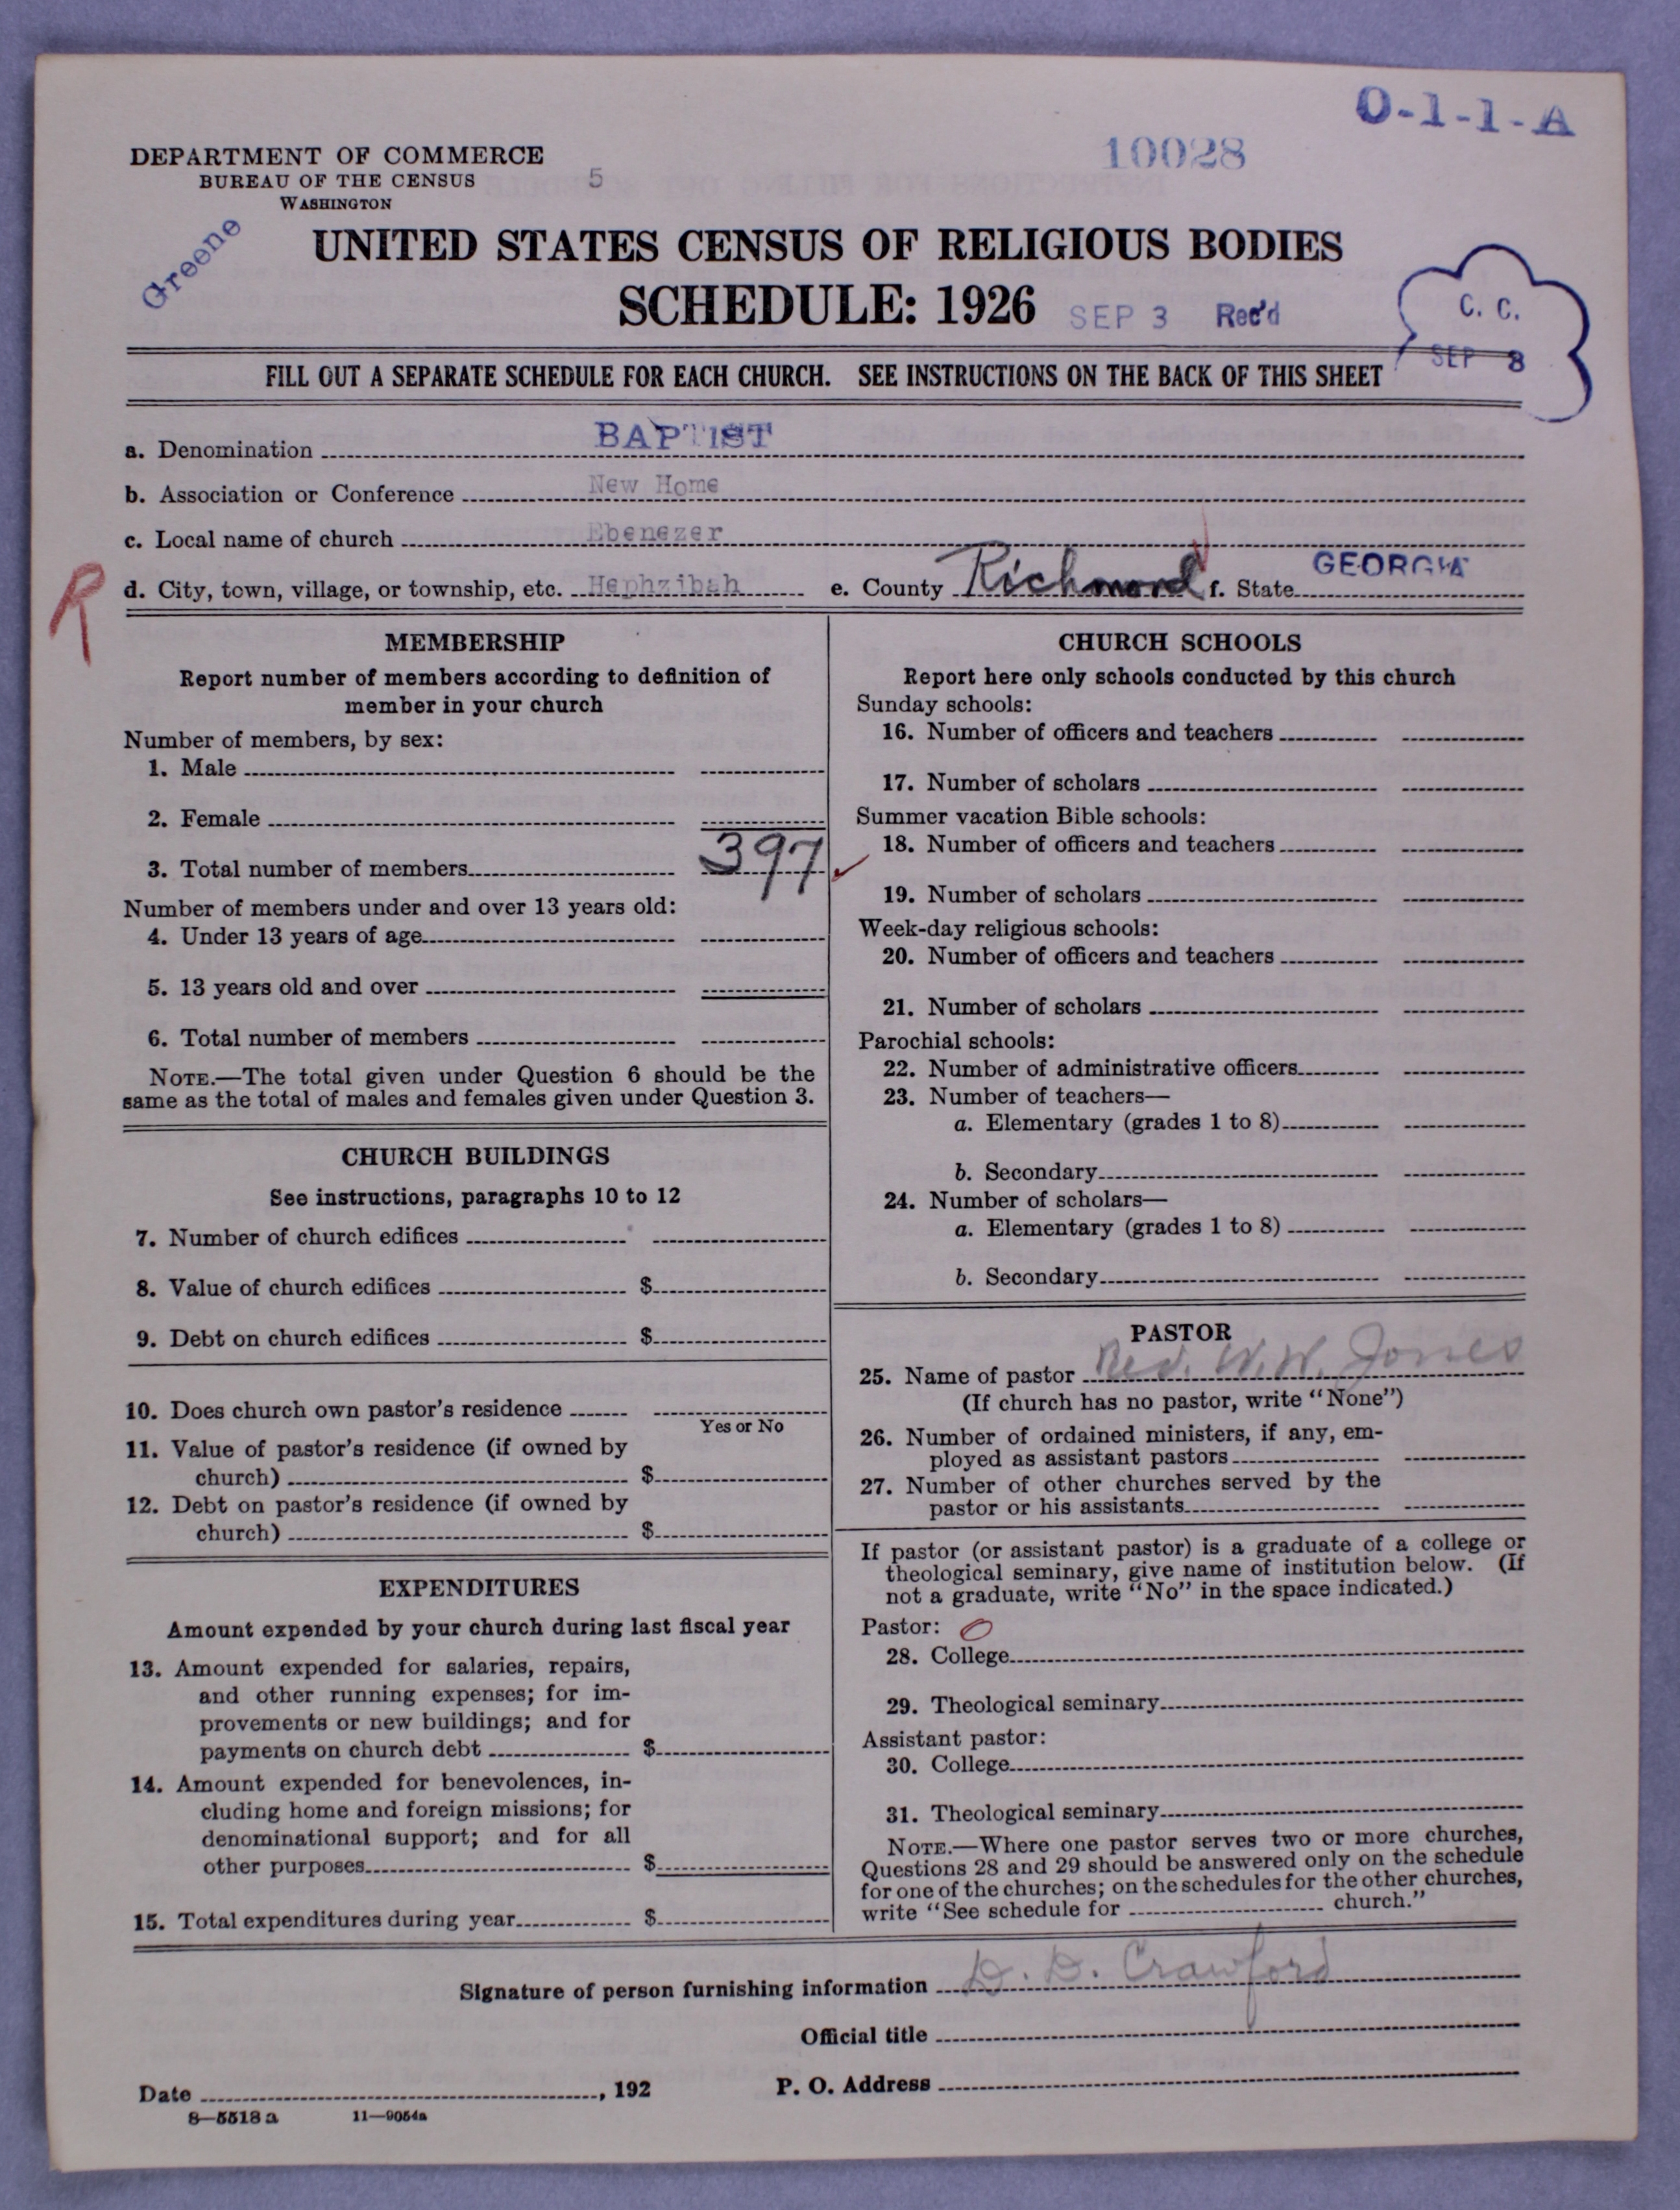 O-1-1-A
10028
DEPARTMENT OF COMMERCE
BUREAU OF THE CENSUS
5
WASHINGTON
Greene
UNITED STATES CENSUS OF RELIGIOUS BODIES
SCHEDULE: 1926
SEP 3 Rec'd
C. C.
SEP 8
FILL OUT A SEPARATE SCHEDULE FOR EACH CHURCH. SEE INSTRUCTIONS ON THE BACK OF THIS SHEET
a. Denomination BAPTIST
b. Association or Conference New Home
c. Local name of church Ebenezer
R
d. City, town, village, or township, etc. Hephzibah e. County Richmond f. State GEORGIA
MEMBERSHIP
Report number of members according to definition of
member in your church
Number of members, by sex:
1. Male
2. Female
3. Total number of members 397
Number of members under and over 13 years old:
4. Under 13 years of age
5. 13 years old and over
6. Total number of members
NOTE.—The total given under Question 6 should be the
same as the total of males and females given under Question 3.
CHURCH BUILDINGS
See instructions, paragraphs 10 to 12
7. Number of church edifices
8. Value of church edifices $
9. Debt on church edifices $
10. Does church own pastor's residence
Yes or No
11. Value of pastor's residence (if owned by
church) $
12. Debt on pastor's residence (if owned by
church) $
EXPENDITURES
Amount expended by your church during last fiscal year
13. Amount expended for salaries, repairs,
and other running expenses; for im-
provements or new buildings; and for
payments on church debt $
14. Amount expended for benevolences, in-
cluding home and foreign missions; for
denominational support; and for all
other purposes $
15. Total expenditures during year $
CHURCH SCHOOLS
Report here only schools conducted by this church
Sunday schools:
16. Number of officers and teachers
17. Number of scholars
Summer vacation Bible schools:
18. Number of officers and teachers
19. Number of scholars
Week-day religious schools:
20. Number of officers and teachers
21. Number of scholars
Parochial schools:
22. Number of administrative officers
23. Number of teachers—
a. Elementary (grades 1 to 8)
b. Secondary
24. Number of scholars—
a. Elementary (grades 1 to 8)
b. Secondary
PASTOR
25. Name of pastor Rev. W. W. Jones
(If church has no pastor, write "None")
26. Number of ordained ministers, if any, em-
ployed as assistant pastors
27. Number of other churches served by the
pastor or his assistants
If pastor (or assistant pastor) is a graduate of a college or
theological seminary, give name of institution below. (If
not a graduate, write "No" in the space indicated.)
Pastor: O
28. College
29. Theological seminary
Assistant pastor:
30. College
31. Theological seminary
NOTE.—Where one pastor serves two or more churches,
Questions 28 and 29 should be answered only on the schedule
for one of the churches; on the schedules for the other churches,
write "See schedule for church."
Signature of person furnishing information D. D. Crawford
Official title
Date , 192
P. O. Address
8—5518 a 11—9054a